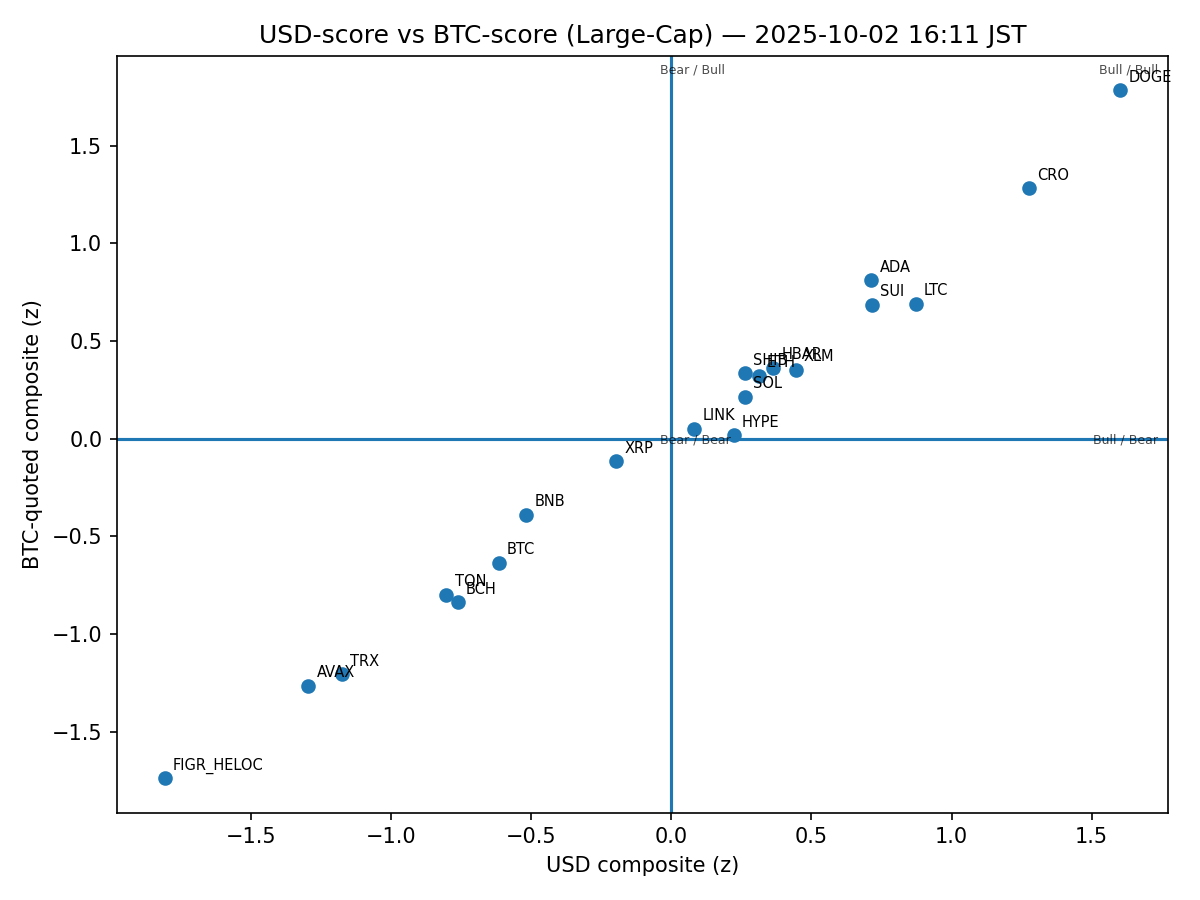 USD-score vs BTC-score (Large-Cap) — 2025-10-02 16:11 JST
Bear / Bull
Bull / Bull
DOGE
1.5
CRO
1.0
ADA
SUI
LTC
0.5
SHIB
ETH
HBAR
XLM
SOL
LINK
HYPE
0.0
Bear / Bear
Bull / Bear
XRP
BNB
−0.5
BTC
TON
BCH
−1.0
TRX
AVAX
−1.5
FIGR_HELOC
BTC-quoted composite (z)
−1.5
−1.0
−0.5
0.0
0.5
1.0
1.5
USD composite (z)